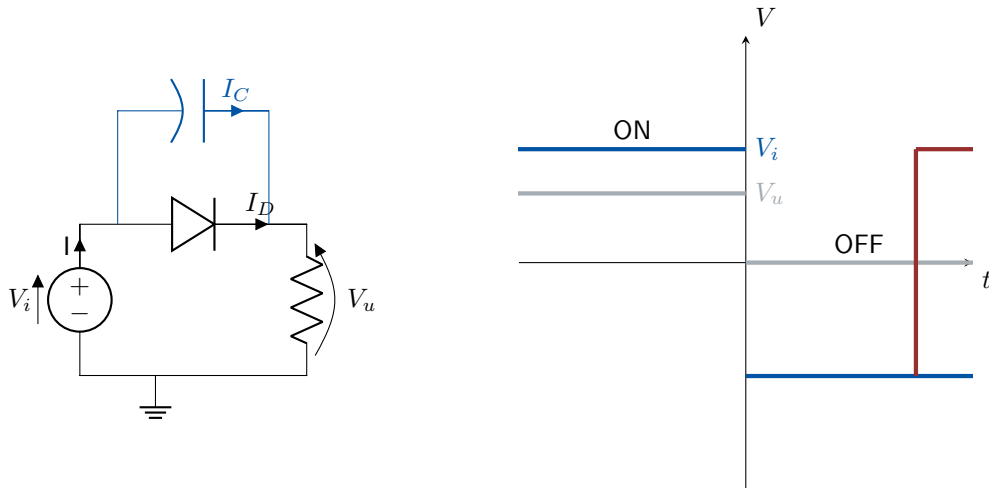 I_C
I_D
I
+
−
V_i
V_u
V
ON
V_i
V_u
OFF
t